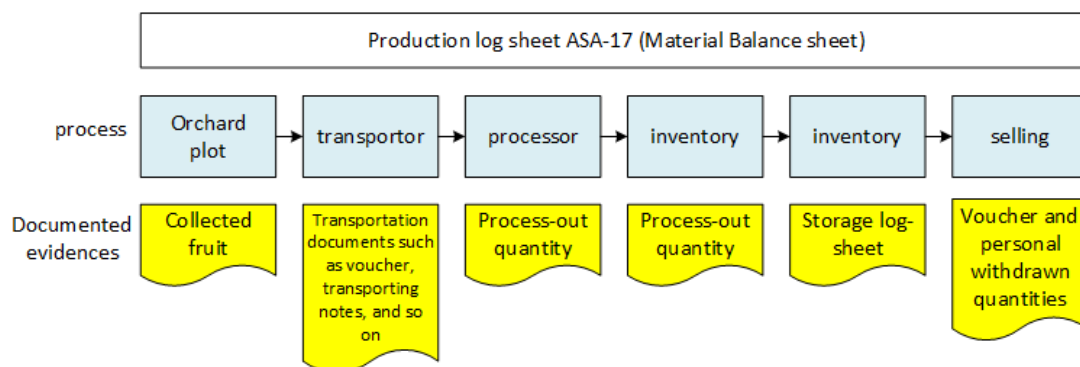 Production log sheet ASA-17 (Material Balance sheet)
process
Orchard
plot
transportor
processor
inventory
inventory
selling
Documented
evidences
Collected
fruit
Transportation
documents such
as voucher,
transporting
notes, and so
on
Process-out
quantity
Process-out
quantity
Storage log-
sheet
Voucher and
personal
withdrawn
quantities